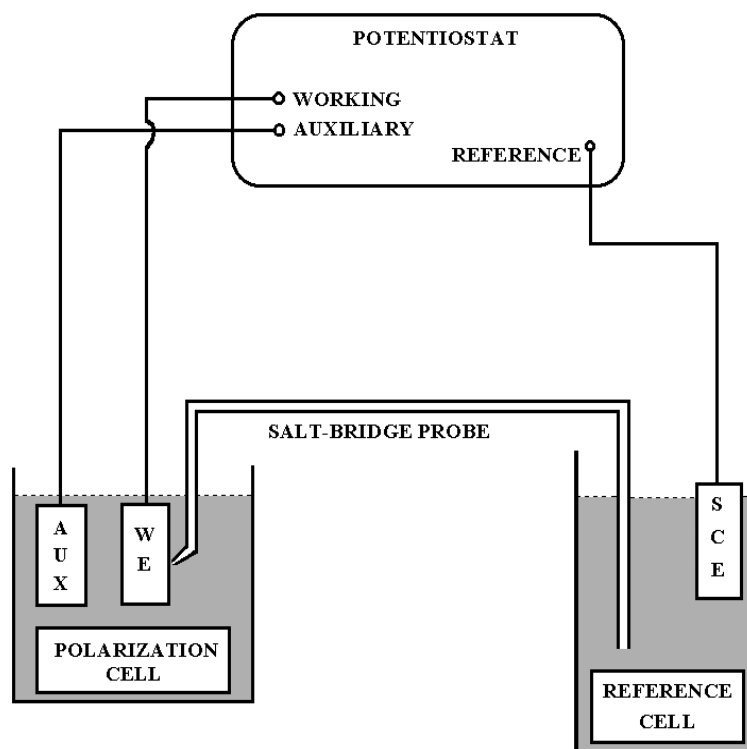 POTENTIOSTAT
WORKING
AUXILIARY
REFERENCE
SALT-BRIDGE PROBE
A
U
X
W
E
S
C
E
POLARIZATION
CELL
REFERENCE
CELL